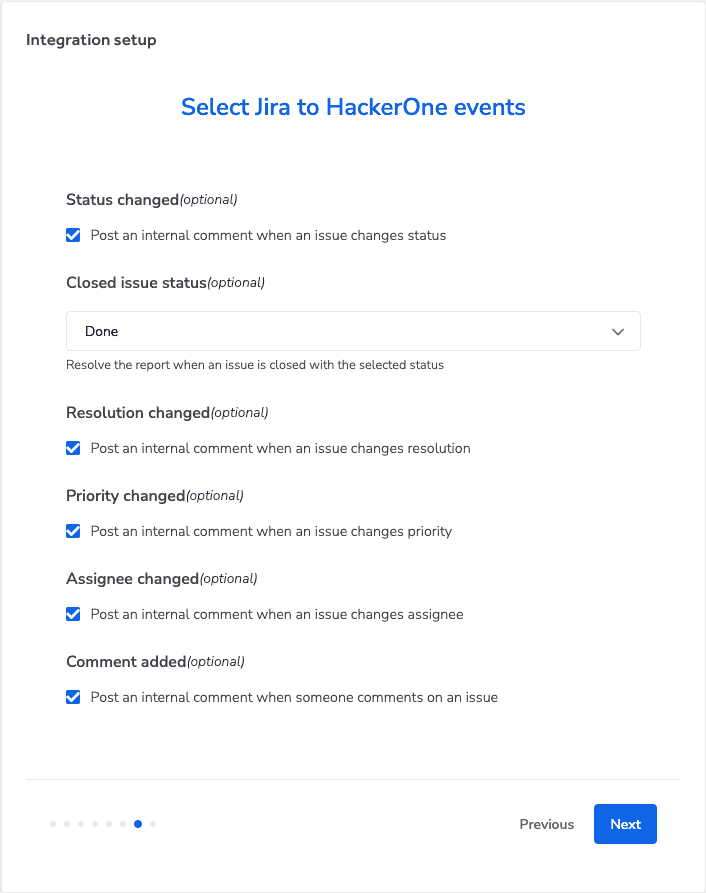 Integration setup
Select Jira to HackerOne events
Status changed(optional)
Post an internal comment when an issue changes status
Closed issue status(optional)
Done
Resolve the report when an issue is closed with the selected status
Resolution changed(optional)
Post an internal comment when an issue changes resolution
Priority changed(optional)
Post an internal comment when an issue changes priority
Assignee changed(optional)
Post an internal comment when an issue changes assignee
Comment added(optional)
Post an internal comment when someone comments on an issue
Previous Next